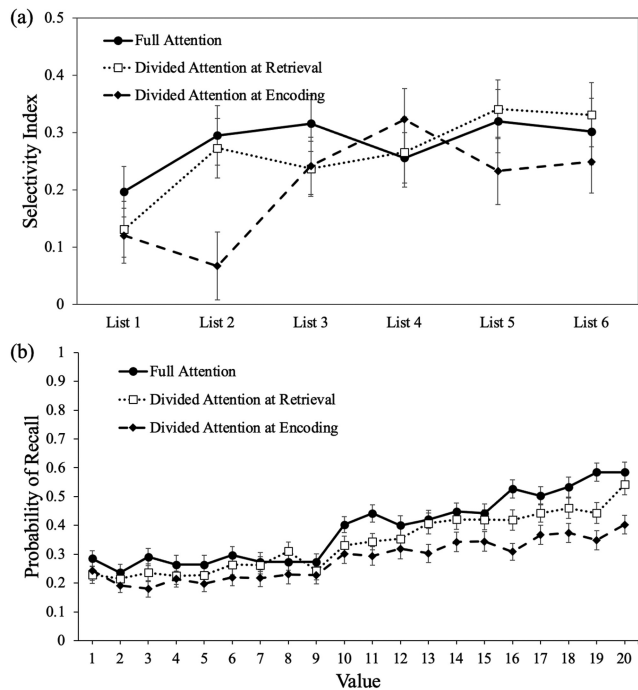 (a)
0.5
0.4
0.3
0.2
0.1
0
Selectivity Index
Full Attention
Divided Attention at Retrieval
Divided Attention at Encoding
List 1 List 2 List 3 List 4 List 5 List 6
(b)
1
0.9
0.8
0.7
0.6
0.5
0.4
0.3
0.2
0.1
0
Probability of Recall
Full Attention
Divided Attention at Retrieval
Divided Attention at Encoding
1 2 3 4 5 6 7 8 9 10 11 12 13 14 15 16 17 18 19 20
Value